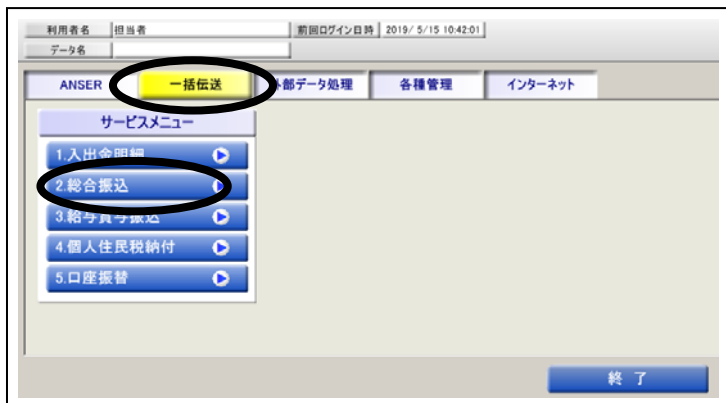 利用者名 担当者 前回ログイン日時 2019/ 5/15 10:42:01
データ名
ANSER 一括伝送 外部データ処理 各種管理 インターネット
サービスメニュー
1.入出金明細
2.総合振込
3.給与賞与振込
4.個人住民税納付
5.口座振替
終 了